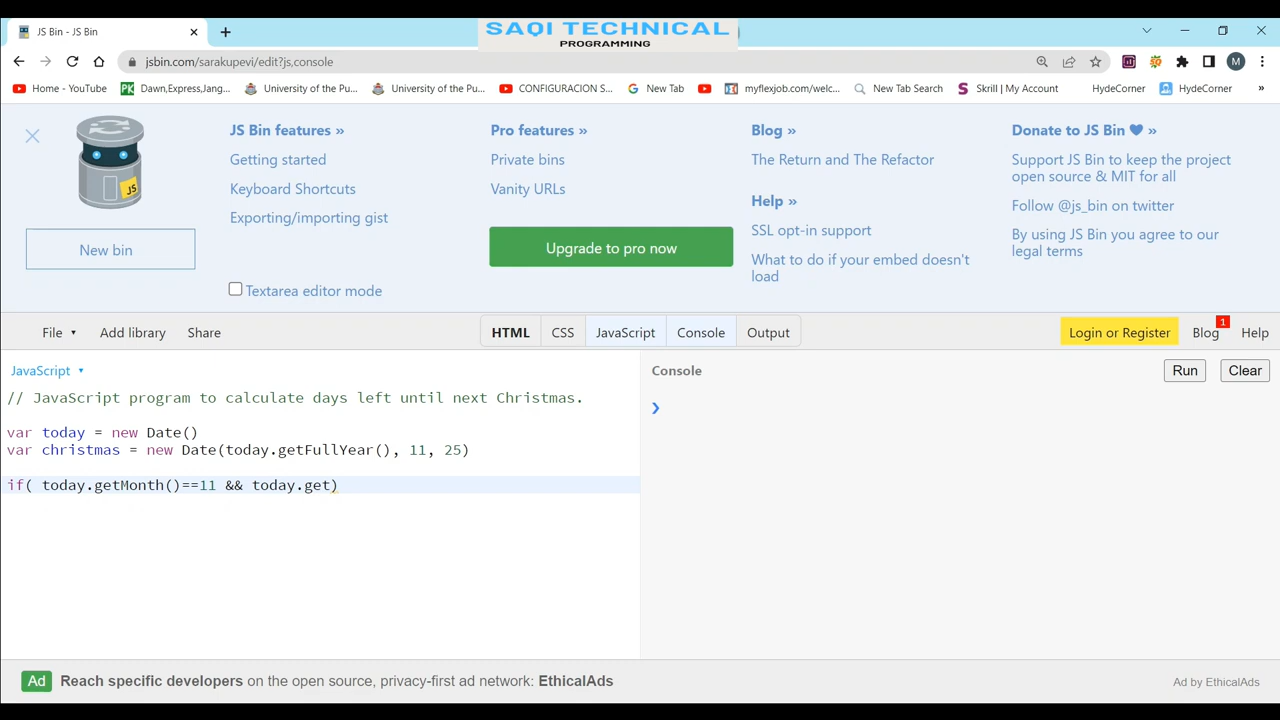 JS Bin - JS Bin
SAQI TECHNICAL
PROGRAMMING
jsbin.com/sarakupevi/edit?js,console
M
Home - YouTube
PK Dawn,Express,Jang...
University of the Pu...
University of the Pu...
CONFIGURACION S...
New Tab
myflexjob.com/welc...
New Tab Search
Skrill | My Account
HydeCorner
HydeCorner
»
JS Bin features »
Getting started
Keyboard Shortcuts
Exporting/importing gist
Textarea editor mode
JS
New bin
Pro features »
Private bins
Vanity URLs
Upgrade to pro now
Blog »
The Return and The Refactor
Help »
SSL opt-in support
What to do if your embed doesn't
load
Donate to JS Bin ❤ »
Support JS Bin to keep the project
open source & MIT for all
Follow @js_bin on twitter
By using JS Bin you agree to our
legal terms
File Add library Share HTML CSS JavaScript Console Output Login or Register Blog 1 Help
JavaScript
// JavaScript program to calculate days left until next Christmas.
var today = new Date()
var christmas = new Date(today.getFullYear(), 11, 25)
if( today.getMonth()==11 && today.get)
Console
Run
Clear
❯
Ad Reach specific developers on the open source, privacy-first ad network: EthicalAds
Ad by EthicalAds